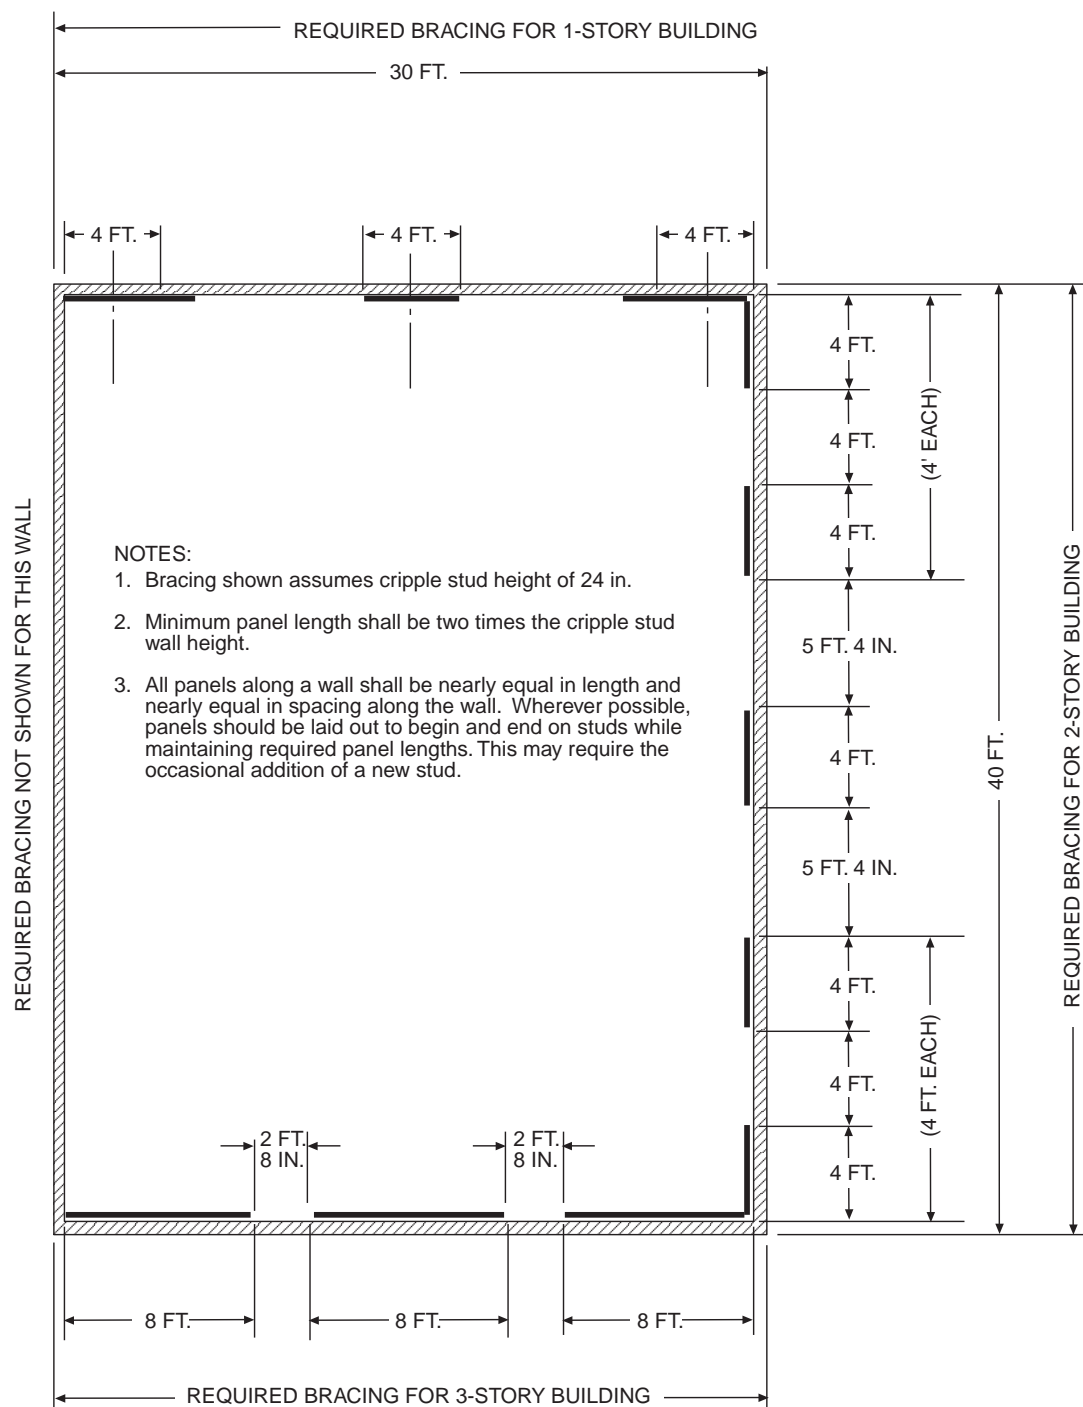 REQUIRED BRACING FOR 1-STORY BUILDING
30 FT.
4 FT.
4 FT.
4 FT.
4 FT.
4 FT.
4 FT.
(4' EACH)
5 FT. 4 IN.
4 FT.
5 FT. 4 IN.
4 FT.
4 FT.
4 FT.
(4 FT. EACH)
40 FT.
REQUIRED BRACING FOR 2-STORY BUILDING
REQUIRED BRACING NOT SHOWN FOR THIS WALL
NOTES:
1. Bracing shown assumes cripple stud height of 24 in.
2. Minimum panel length shall be two times the cripple stud
wall height.
3. All panels along a wall shall be nearly equal in length and
nearly equal in spacing along the wall. Wherever possible,
panels should be laid out to begin and end on studs while
maintaining required panel lengths. This may require the
occasional addition of a new stud.
2 FT.
8 IN.
2 FT.
8 IN.
8 FT.
8 FT.
8 FT.
REQUIRED BRACING FOR 3-STORY BUILDING